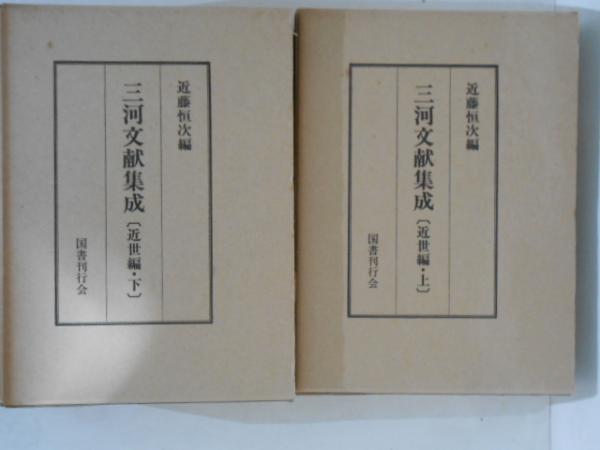 近藤恒次編
三河文献集成〔近世編・上〕
国書刊行会
近藤恒次編
三河文献集成〔近世編・下〕
国書刊行会